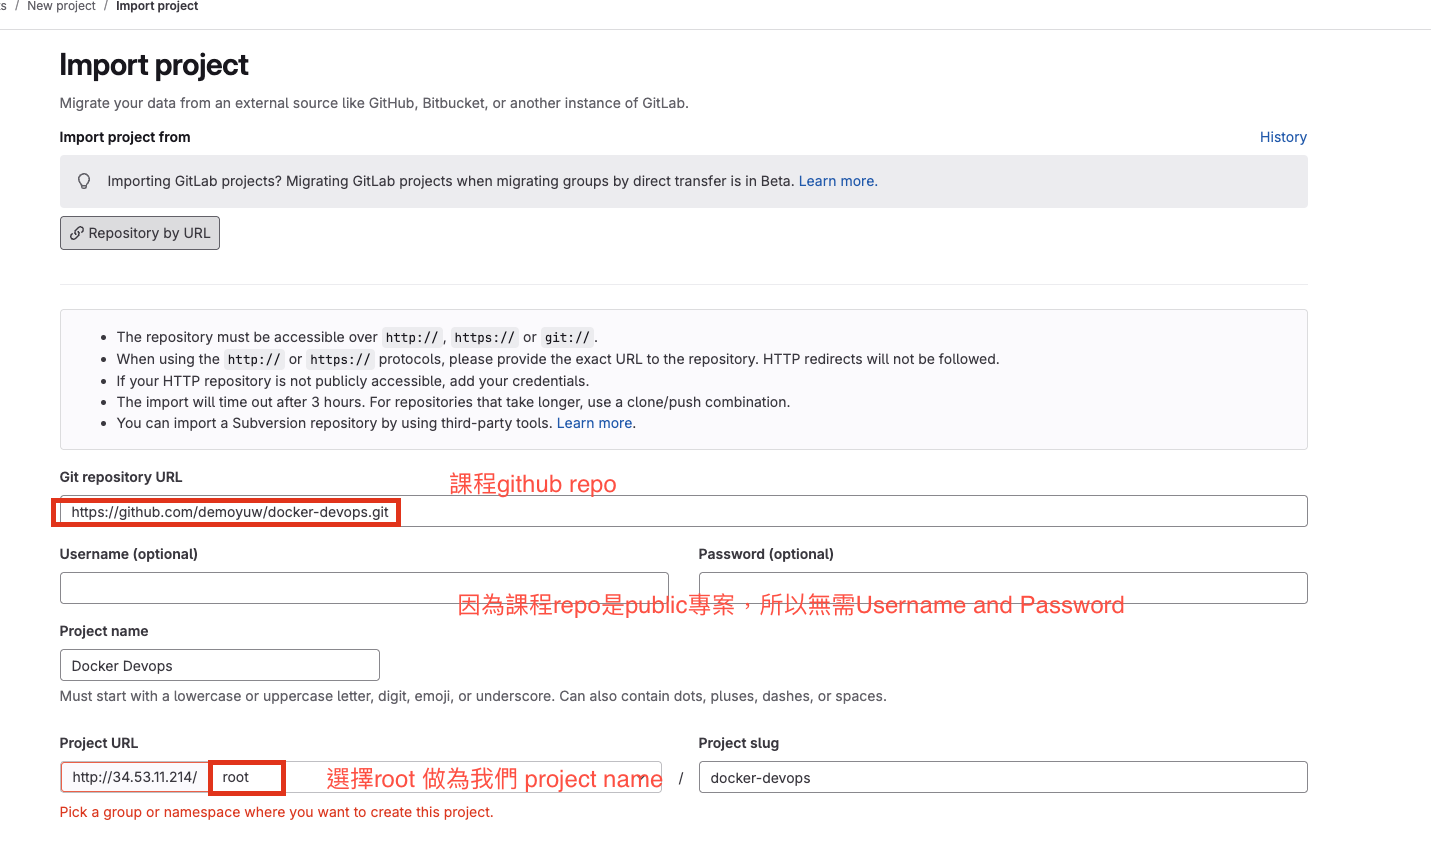 ts / New project / Import project
Import project
Migrate your data from an external source like GitHub, Bitbucket, or another instance of GitLab.
Import project from
History
Importing GitLab projects? Migrating GitLab projects when migrating groups by direct transfer is in Beta. Learn more.
Repository by URL
• The repository must be accessible over http://, https:// or git://.
• When using the http:// or https:// protocols, please provide the exact URL to the repository. HTTP redirects will not be followed.
• If your HTTP repository is not publicly accessible, add your credentials.
• The import will time out after 3 hours. For repositories that take longer, use a clone/push combination.
• You can import a Subversion repository by using third-party tools. Learn more.
Git repository URL
課程github repo
https://github.com/demoyuw/docker-devops.git
Username (optional)
Password (optional)
因為課程repo是public專案，所以無需Username and Password
Project name
Docker Devops
Must start with a lowercase or uppercase letter, digit, emoji, or underscore. Can also contain dots, pluses, dashes, or spaces.
Project URL
Project slug
http://34.53.11.214/ root 選擇root 做為我們 project name / docker-devops
Pick a group or namespace where you want to create this project.